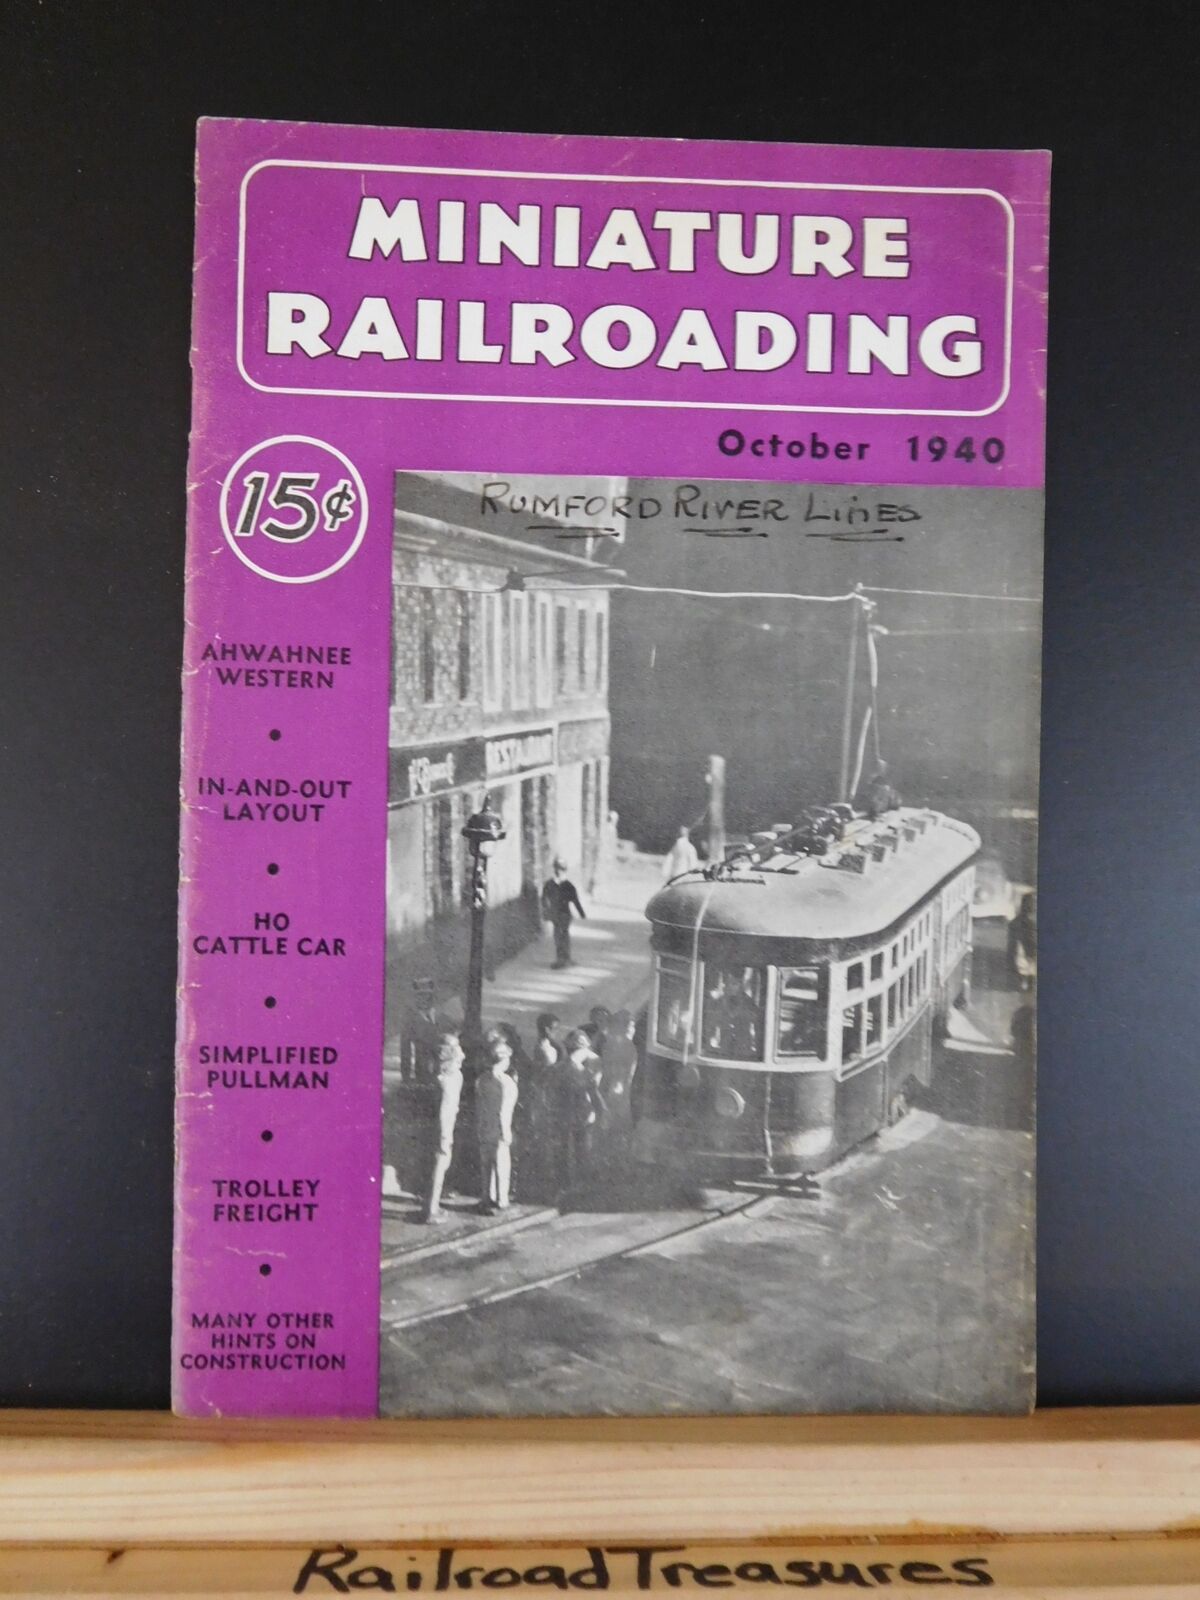 MINIATURE
RAILROADING
October 1940
15¢
RUMFORD RIVER LINES
AHWAHNEE
WESTERN
•
IN-AND-OUT
LAYOUT
•
HO
CATTLE CAR
•
SIMPLIFIED
PULLMAN
•
TROLLEY
FREIGHT
•
MANY OTHER
HINTS ON
CONSTRUCTION
RESTAURANT
RailroadTreasures